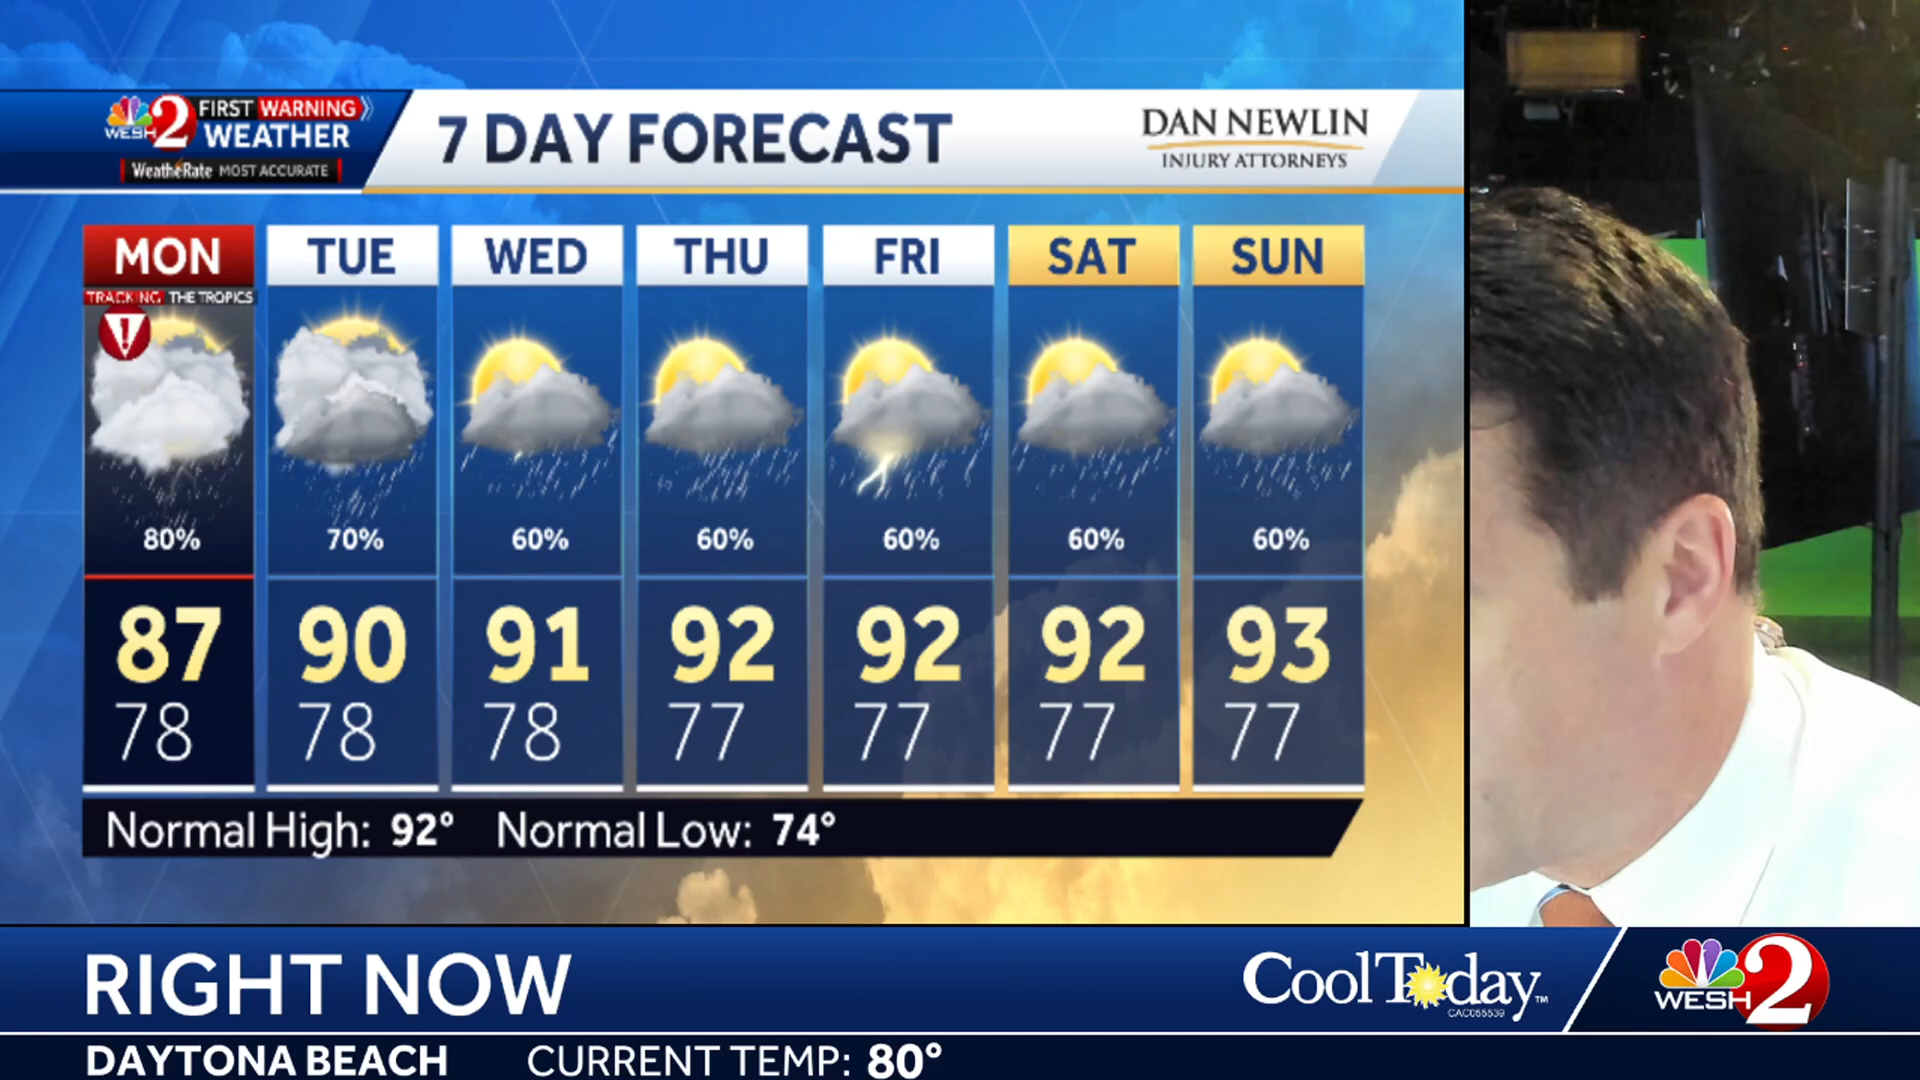 WESH 2 FIRST WARNING WEATHER
WeatheRate MOST ACCURATE
7 DAY FORECAST
DAN NEWLIN
INJURY ATTORNEYS
MON TUE WED THU FRI SAT SUN
TRACKING THE TROPICS
!
80% 70% 60% 60% 60% 60% 60%
87 90 91 92 92 92 93
78 78 78 77 77 77 77
Normal High: 92° Normal Low: 74°
RIGHT NOW
CoolToday™
CAC055539
WESH 2
DAYTONA BEACH CURRENT TEMP: 80°